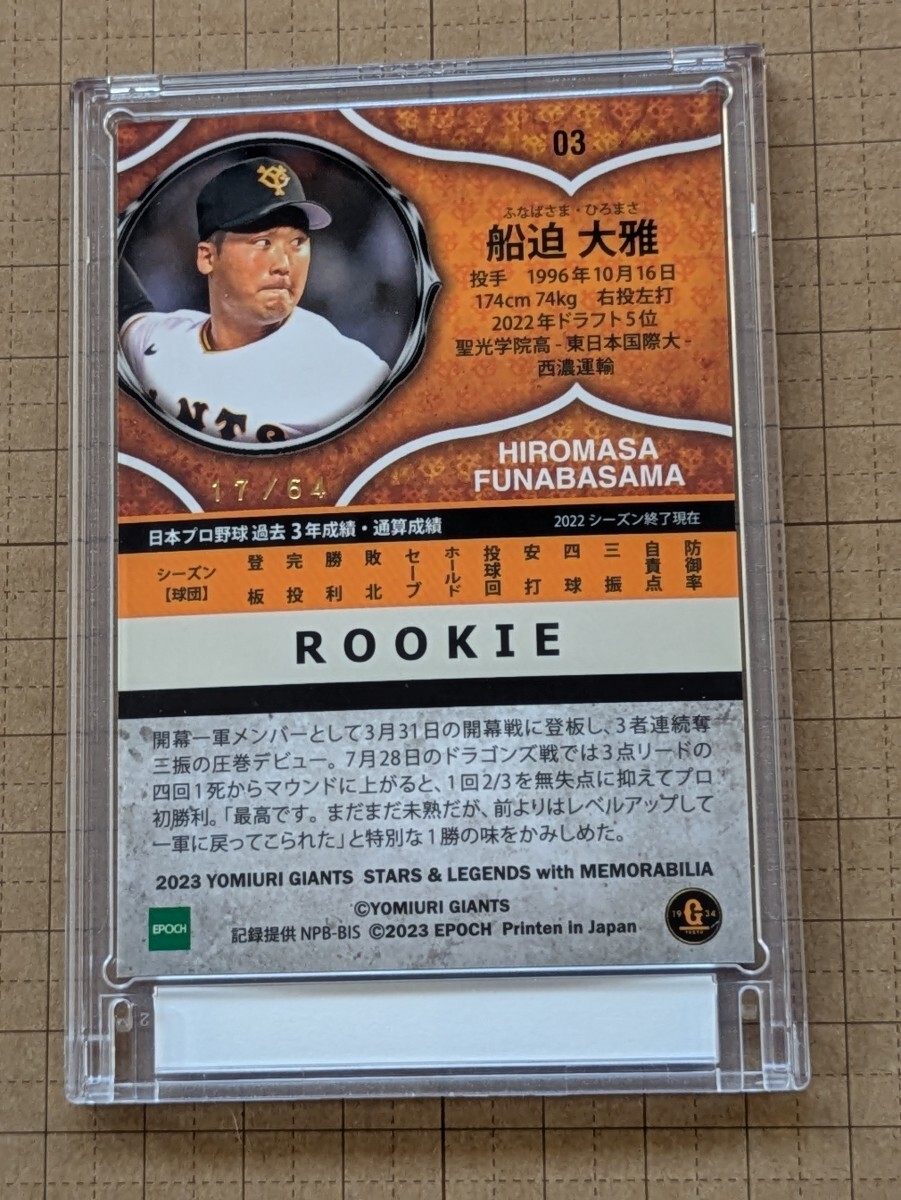 03
ふなばさま・ひろまさ
船迫 大雅
投手 1996年10月16日
174cm 74kg 右投左打
2022年ドラフト5位
聖光学院高 - 東日本国際大 -
西濃運輸
HIROMASA
FUNABASAMA
NTS
17/64
日本プロ野球 過去3年成績・通算成績 2022 シーズン終了現在
シーズン【球団】 登板 完投 勝利 敗北 セーブ ホールド 投球回 安打 四球 三振 自責点 防御率
ROOKIE
開幕一軍メンバーとして3月31日の開幕戦に登板し、3者連続奪
三振の圧巻デビュー。7月28日のドラゴンズ戦では3点リードの
四回1死からマウンドに上がると、1回2/3を無失点に抑えてプロ
初勝利。「最高です。まだまだ未熟だが、前よりはレベルアップして
一軍に戻ってこられた」と特別な1勝の味をかみしめた。
2023 YOMIURI GIANTS STARS & LEGENDS with MEMORABILIA
©YOMIURI GIANTS
EPOCH
記録提供 NPB-BIS ©2023 EPOCH Printen in Japan
19 G 34
TOKYO